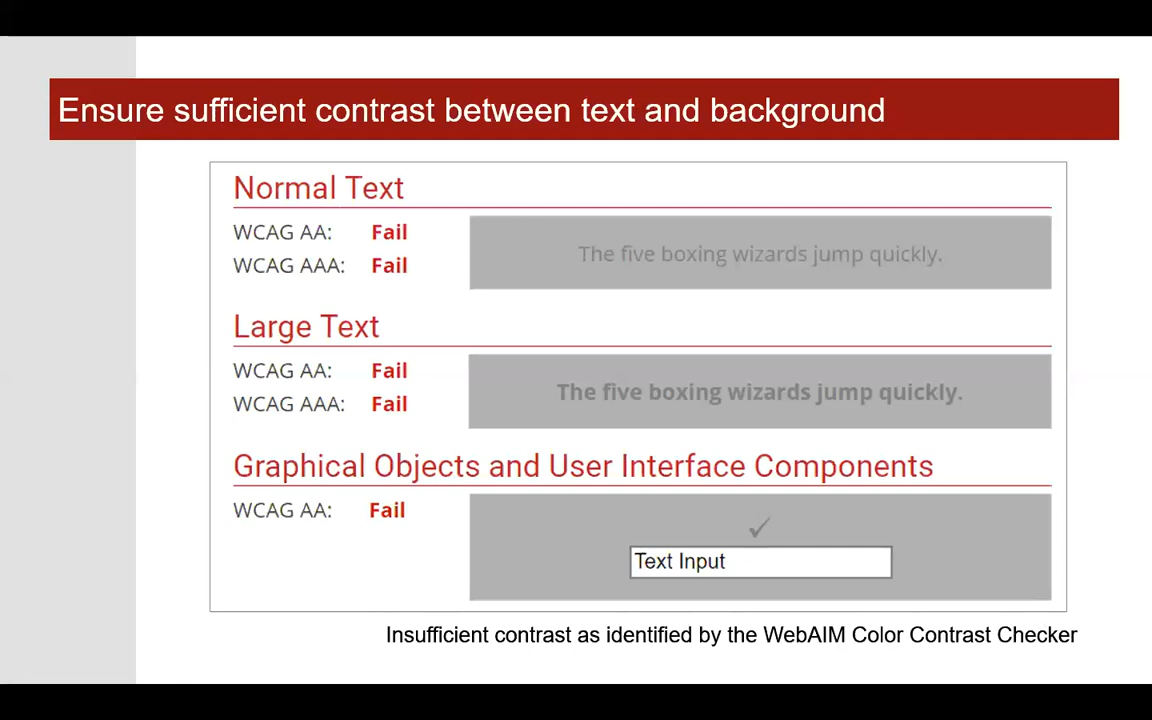 Ensure sufficient contrast between text and background
Normal Text
WCAG AA: Fail
WCAG AAA: Fail
The five boxing wizards jump quickly.
Large Text
WCAG AA: Fail
WCAG AAA: Fail
The five boxing wizards jump quickly.
Graphical Objects and User Interface Components
WCAG AA: Fail
Text Input
Insufficient contrast as identified by the WebAIM Color Contrast Checker